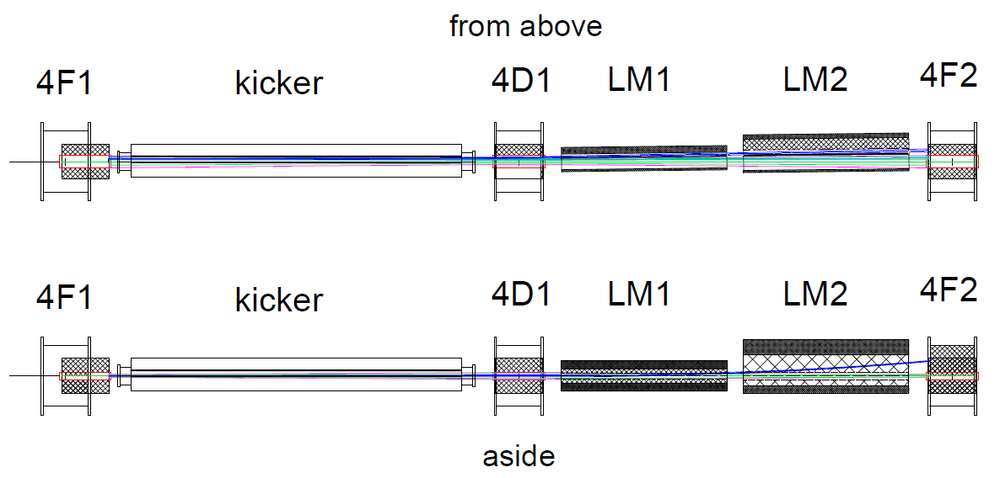 from above
4F1 kicker 4D1 LM1 LM2 4F2
4F1 kicker 4D1 LM1 LM2 4F2
aside